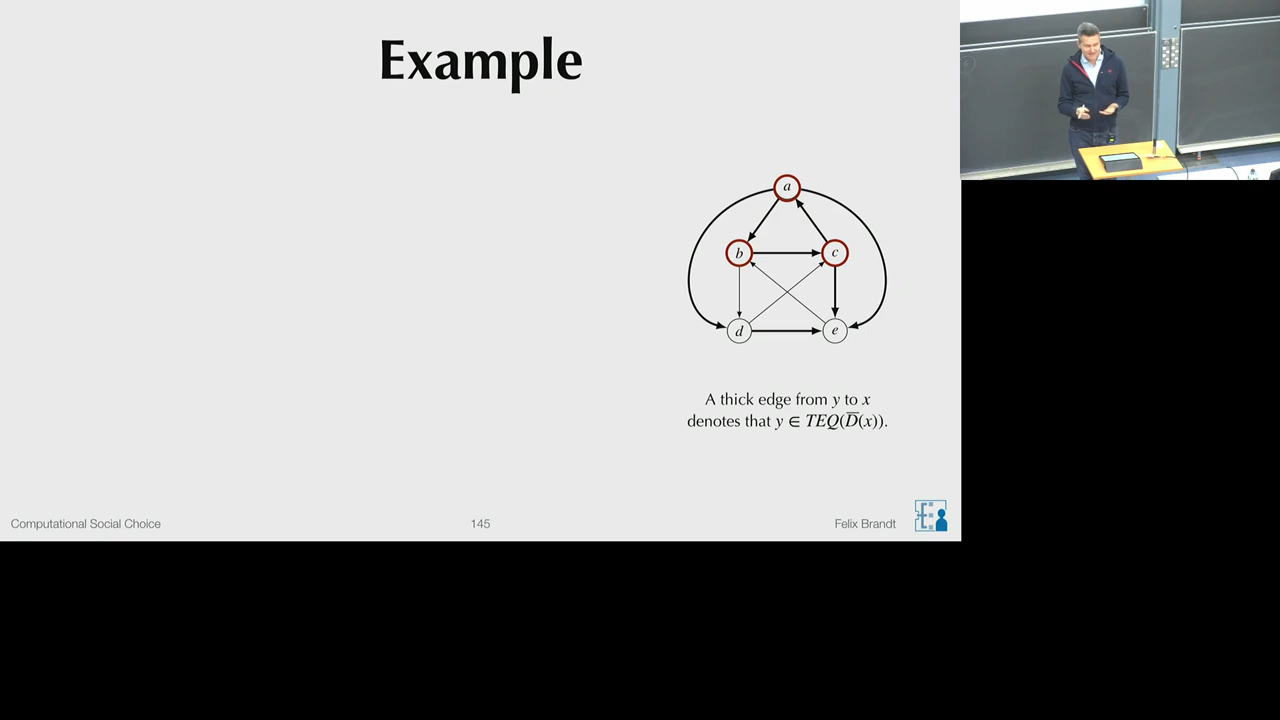 Example
a
b
c
d
e
A thick edge from y to x
denotes that y ∈ TEQ(D̅(x)).
Computational Social Choice
145
Felix Brandt